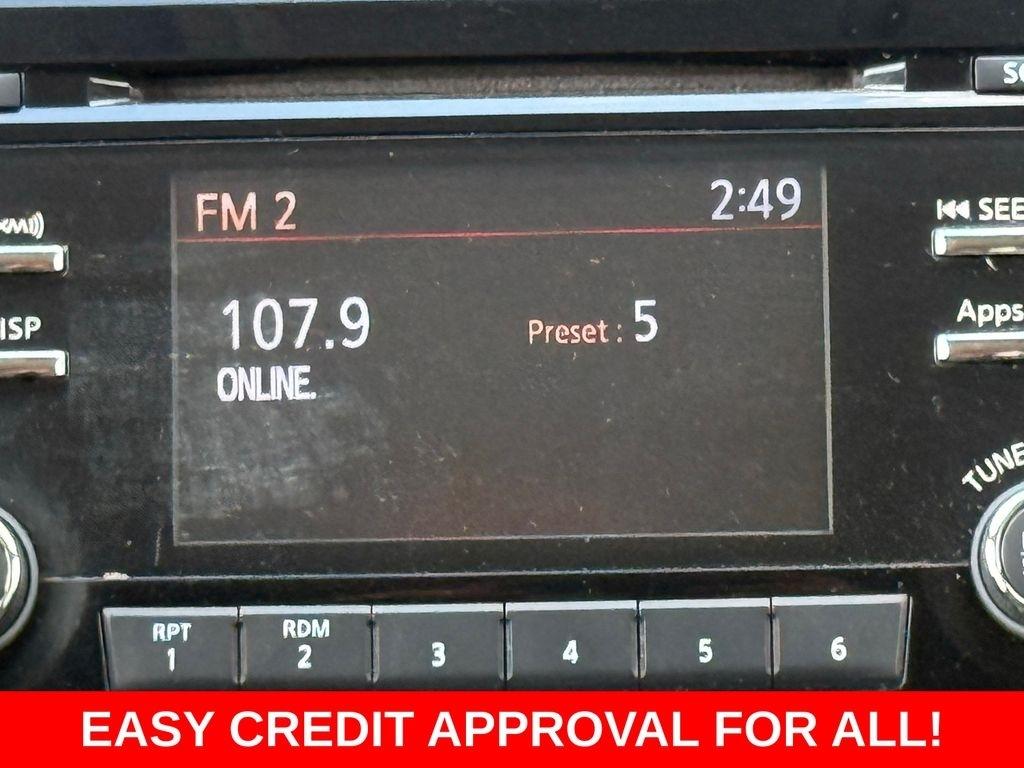 FM 2
2:49
SEE
107.9
Preset : 5
ISP
Apps
ONLINE.
TUNE
RPT
1
RDM
2
3
4
5
6
EASY CREDIT APPROVAL FOR ALL!